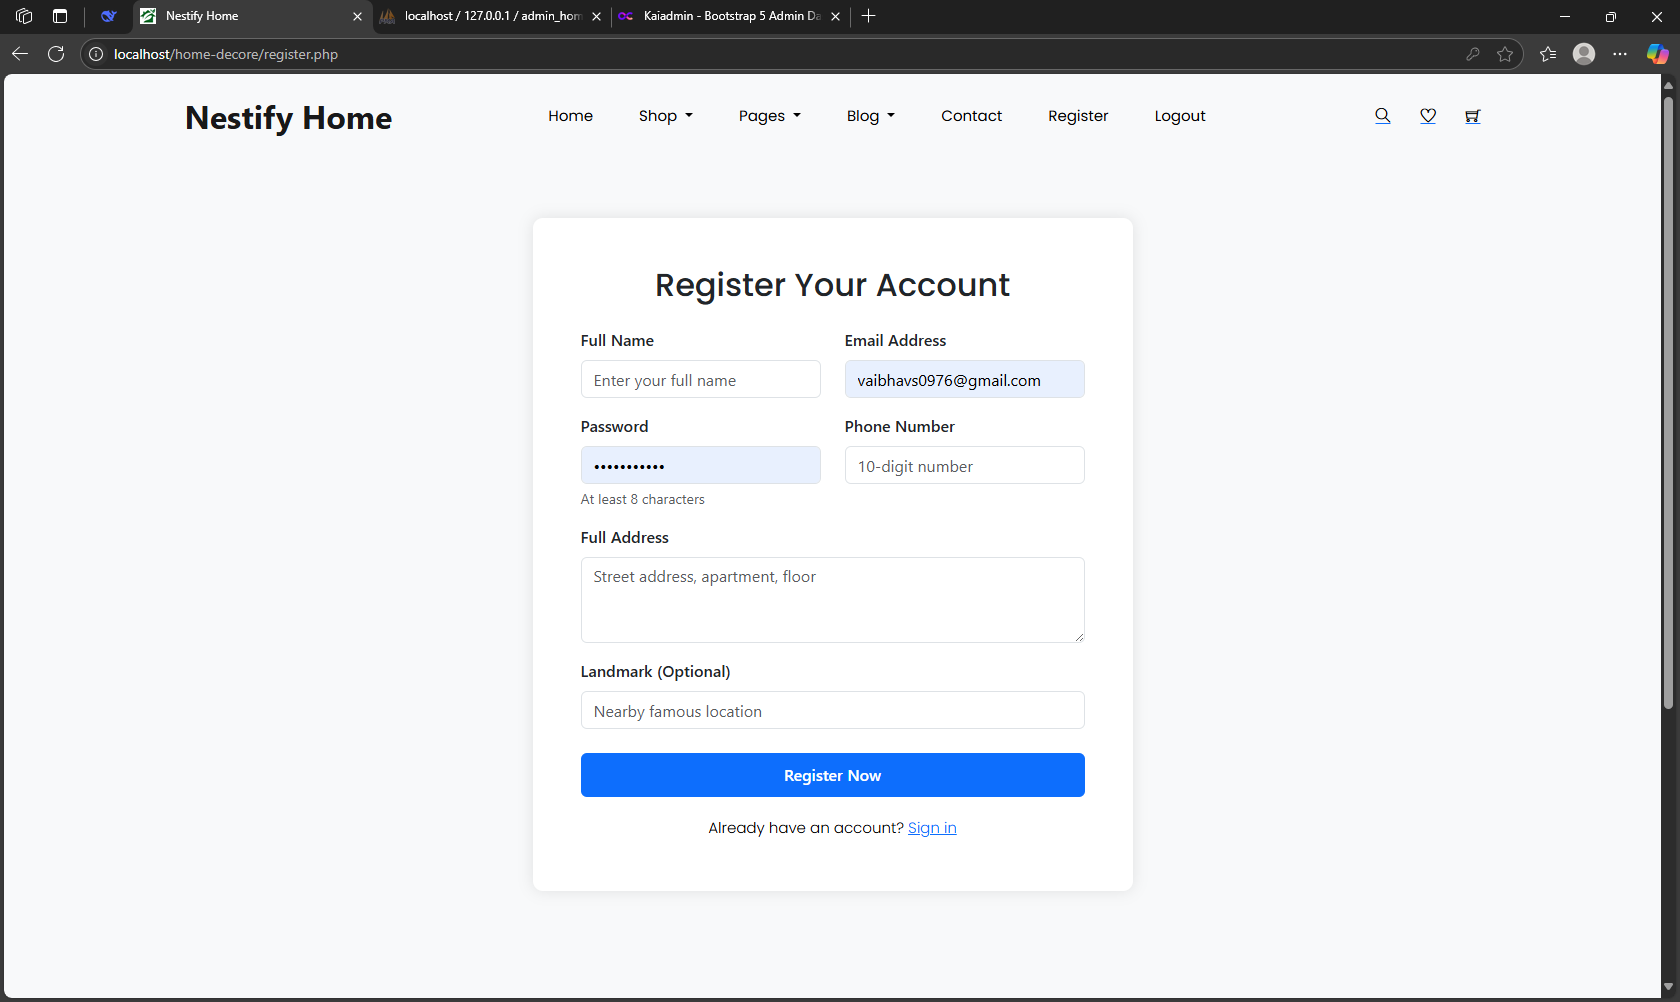 Nestify Home
localhost / 127.0.0.1 / admin_hom
Kaiadmin - Bootstrap 5 Admin Da
localhost/home-decore/register.php
Nestify Home
Home
Shop
Pages
Blog
Contact
Register
Logout
Register Your Account
Full Name
Email Address
Enter your full name
vaibhavs0976@gmail.com
Password
Phone Number
•••••••••••
10-digit number
At least 8 characters
Full Address
Street address, apartment, floor
Landmark (Optional)
Nearby famous location
Register Now
Already have an account? Sign in